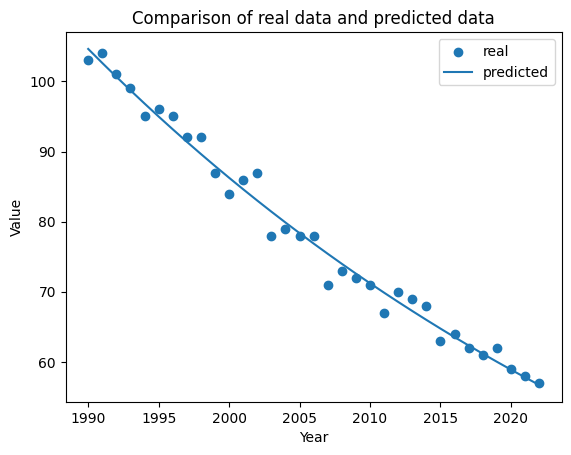 Comparison of real data and predicted data
real
predicted
Value
100
90
80
70
60
1990
1995
2000
2005
2010
2015
2020
Year